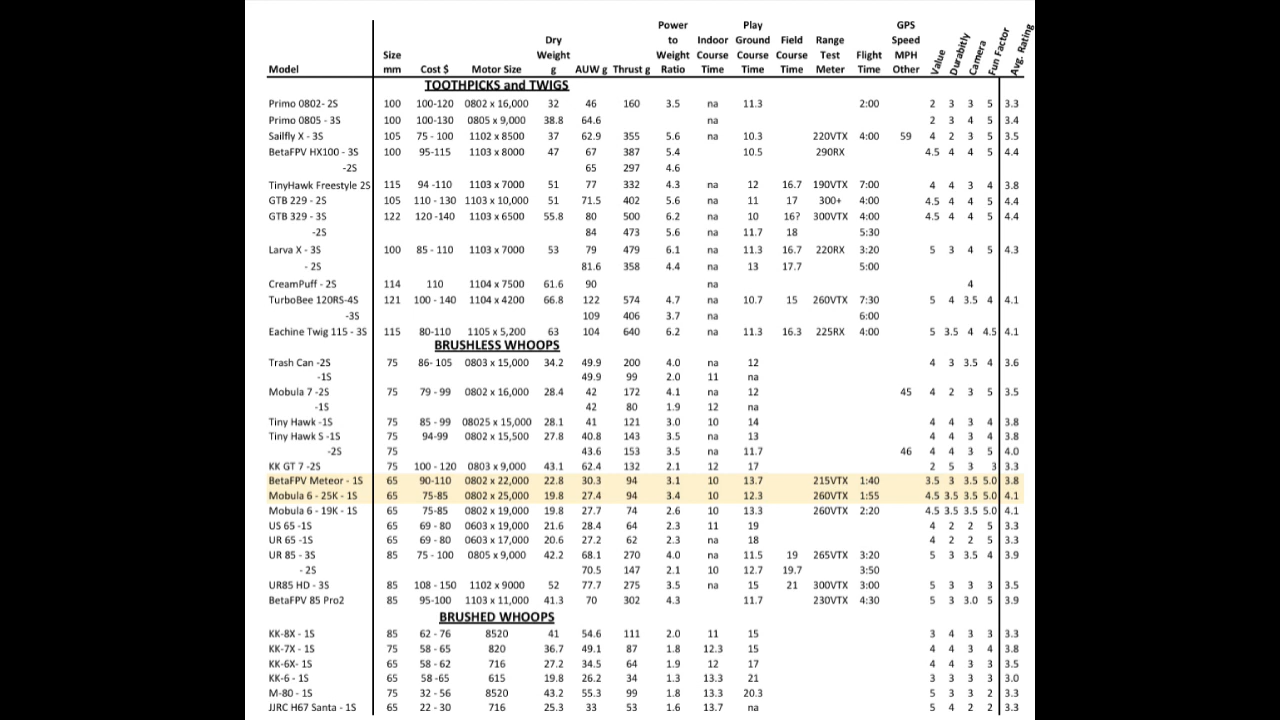 Model Size mm Cost $ Motor Size Dry Weight g AUW g Thrust g Power to Weight Ratio Indoor Course Time Play Ground Course Time Field Course Time Range Test Meter Flight Time GPS Speed MPH Other Value Durabitly Camera Fun Factor Avg. Rating
TOOTHPICKS and TWIGS
Primo 0802- 2S 100 100-120 0802 x 16,000 32 46 160 3.5 na 11.3 2:00 2 3 3 5 3.3
Primo 0805 - 3S 100 100-130 0805 x 9,000 38.8 64.6 na 2 3 4 5 3.4
Sailfly X - 3S 105 75 - 100 1102 x 8500 37 62.9 355 5.6 na 10.3 220VTX 4:00 59 4 2 3 5 3.5
BetaFPV HX100 - 3S 100 95-115 1103 x 8000 47 67 387 5.4 10.5 290RX 4.5 4 4 5 4.4
-2S 65 297 4.6
TinyHawk Freestyle 2S 115 94 -110 1103 x 7000 51 77 332 4.3 na 12 16.7 190VTX 7:00 4 4 3 4 3.8
GTB 229 - 2S 105 110 - 130 1103 x 10,000 51 71.5 402 5.6 na 11 17 300+ 4:00 4.5 4 4 5 4.4
GTB 329 - 3S 122 120 -140 1103 x 6500 55.8 80 500 6.2 na 10 16? 300VTX 4:00 4.5 4 4 5 4.4
-2S 84 473 5.6 na 11.7 18 5:30
Larva X - 3S 100 85 - 110 1103 x 7000 53 79 479 6.1 na 11.3 16.7 220RX 3:20 5 3 4 5 4.3
- 2S 81.6 358 4.4 na 13 17.7 5:00
CreamPuff - 2S 114 110 1104 x 7500 61.6 90 na 4
TurboBee 120RS-4S 121 100 - 140 1104 x 4200 66.8 122 574 4.7 na 10.7 15 260VTX 7:30 5 4 3.5 4 4.1
-3S 109 406 3.7 na 6:00
Eachine Twig 115 - 3S 115 80-110 1105 x 5,200 63 104 640 6.2 na 11.3 16.3 225RX 4:00 5 3.5 4 4.5 4.1
BRUSHLESS WHOOPS
Trash Can -2S 75 86- 105 0803 x 15,000 34.2 49.9 200 4.0 na 12 4 3 3.5 4 3.6
-1S 49.9 99 2.0 11 na
Mobula 7 -2S 75 79 - 99 0802 x 16,000 28.4 42 172 4.1 na 12 45 4 2 3 5 3.5
-1S 42 80 1.9 12 na
Tiny Hawk -1S 75 85 - 99 08025 x 15,000 28.1 41 121 3.0 10 14 4 4 3 4 3.8
Tiny Hawk S -1S 75 94-99 0802 x 15,500 27.8 40.8 143 3.5 na 13 4 4 3 4 3.8
-2S 75 43.6 153 3.5 na 11.7 46 4 4 3 5 4.0
KK GT 7 -2S 75 100 - 120 0803 x 9,000 43.1 62.4 132 2.1 12 17 2 5 3 3 3.3
BetaFPV Meteor - 1S 65 90-110 0802 x 22,000 22.8 30.3 94 3.1 10 13.7 215VTX 1:40 3.5 3 3.5 5.0 3.8
Mobula 6 - 25K - 1S 65 75-85 0802 x 25,000 19.8 27.4 94 3.4 10 12.3 260VTX 1:55 4.5 3.5 3.5 5.0 4.1
Mobula 6 - 19K - 1S 65 75-85 0802 x 19,000 19.8 27.7 74 2.6 10 13.3 260VTX 2:20 4.5 3.5 3.5 5.0 4.1
US 65 -1S 65 69 - 80 0603 x 19,000 21.6 28.4 64 2.3 11 19 4 2 2 5 3.3
UR 65 -1S 65 69 - 80 0603 x 17,000 20.6 27.2 62 2.3 na 18 4 2 2 5 3.3
UR 85 - 3S 85 75 - 100 0805 x 9,000 42.2 68.1 270 4.0 na 11.5 19 265VTX 3:20 5 3 3.5 4 3.9
- 2S 70.5 147 2.1 10 12.7 19.7 3:50
UR85 HD - 3S 85 108 - 150 1102 x 9000 52 77.7 275 3.5 na 15 21 300VTX 3:00 5 3 3 3 3.5
BetaFPV 85 Pro2 85 95-100 1103 x 11,000 41.3 70 302 4.3 11.7 230VTX 4:30 5 3 3.0 5 3.9
BRUSHED WHOOPS
KK-8X - 1S 85 62 - 76 8520 41 54.6 111 2.0 11 15 3 4 3 3 3.3
KK-7X - 1S 75 58 - 65 820 36.7 49.1 87 1.8 12.3 15 4 4 3 4 3.8
KK-6X- 1S 65 58 - 62 716 27.2 34.5 64 1.9 12 17 4 4 3 3 3.5
KK-6 - 1S 65 58 -65 615 19.8 26.2 34 1.3 13.3 21 3 3 3 3 3.0
M-80 - 1S 75 32 - 56 8520 43.2 55.3 99 1.8 13.3 20.3 5 3 3 2 3.3
JJRC H67 Santa - 1S 65 22 - 30 716 25.3 33 53 1.6 13.7 na 5 4 2 2 3.3